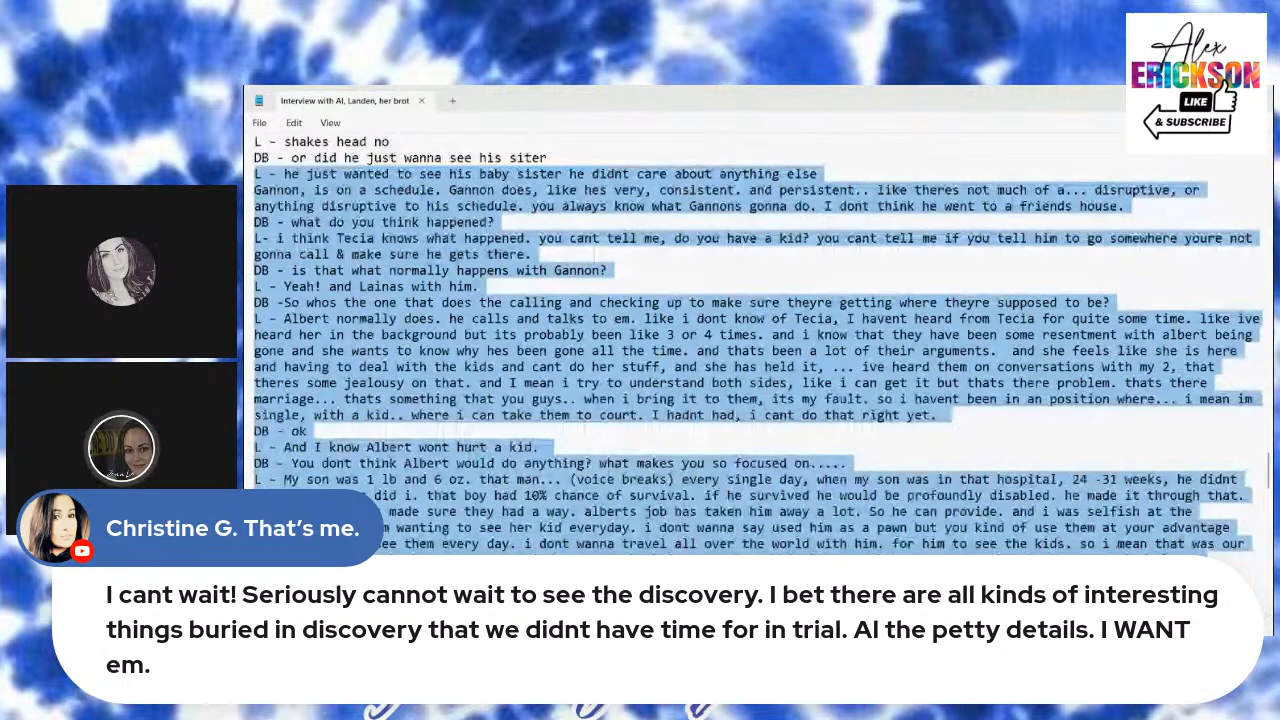 Alex
ERICKSON
LIKE
& SUBSCRIBE
Interview with Al, Landen, her brot
File Edit View
L - shakes head no
DB - or did he just wanna see his siter
L - he just wanted to see his baby sister he didnt care about anything else
Gannon, is on a schedule. Gannon does, like hes very, consistent. and persistent.. like theres not much of a... disruptive, or
anything disruptive to his schedule. you always know what Gannons gonna do. I dont think he went to a friends house.
DB - what do you think happened?
L- i think Tecia knows what happened. you cant tell me, do you have a kid? you cant tell me if you tell him to go somewhere youre not
gonna call & make sure he gets there.
DB - is that what normally happens with Gannon?
L - Yeah! and Lainas with him.
DB -So whos the one that does the calling and checking up to make sure theyre getting where theyre supposed to be?
L - Albert normally does. he calls and talks to em. like i dont know of Tecia, I havent heard from Tecia for quite some time. like ive
heard her in the background but its probably been like 3 or 4 times. and i know that they have been some resentment with albert being
gone and she wants to know why hes been gone all the time. and thats been a lot of their arguments.  and she feels like she is here
and having to deal with the kids and cant do her stuff, and she has held it, ... ive heard them on conversations with my 2, that
theres some jealousy on that. and I mean i try to understand both sides, like i can get it but thats there problem. thats there
marriage... thats something that you guys.. when i bring it to them, its my fault. so i havent been in an position where... i mean im
single, with a kid.. where i can take them to court. I hadnt had, i cant do that right yet.
DB - ok
L - And I know Albert wont hurt a kid.
DB - You dont think Albert would do anything? what makes you so focused on.....
L - My son was 1 lb and 6 oz. that man... (voice breaks) every single day, when my son was in that hospital, 24 -31 weeks, he didnt
did i. that boy had 10% chance of survival. if he survived he would be profoundly disabled. he made it through that.
made sure they had a way. alberts job has taken him away a lot. So he can provide. and i was selfish at the
wanting to see her kid everyday. i dont wanna say used him as a pawn but you kind of use them at your advantage
see them every day. i dont wanna travel all over the world with him. for him to see the kids. so i mean that was our
Christine G. That's me.
I cant wait! Seriously cannot wait to see the discovery. I bet there are all kinds of interesting
things buried in discovery that we didnt have time for in trial. Al the petty details. I WANT
em.